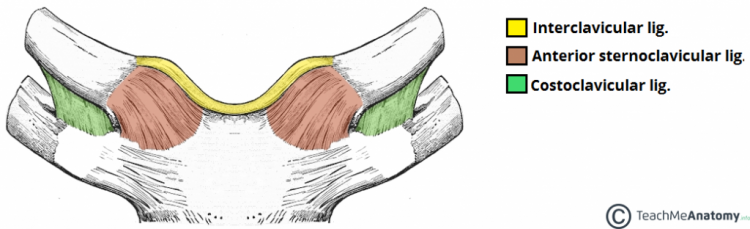 Interclavicular lig.
Anterior sternoclavicular lig.
Costoclavicular lig.
© TeachMeAnatomy